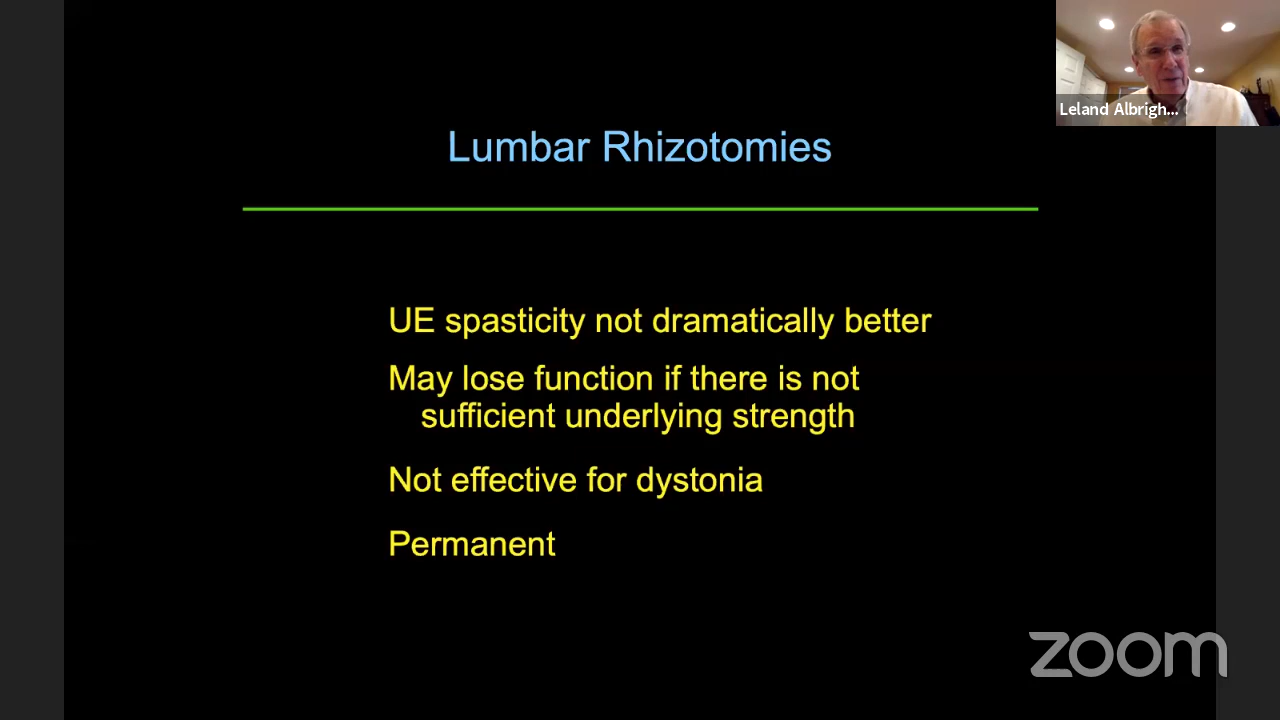 Leland Albrigh...
Lumbar Rhizotomies
UE spasticity not dramatically better
May lose function if there is not
sufficient underlying strength
Not effective for dystonia
Permanent
zoom